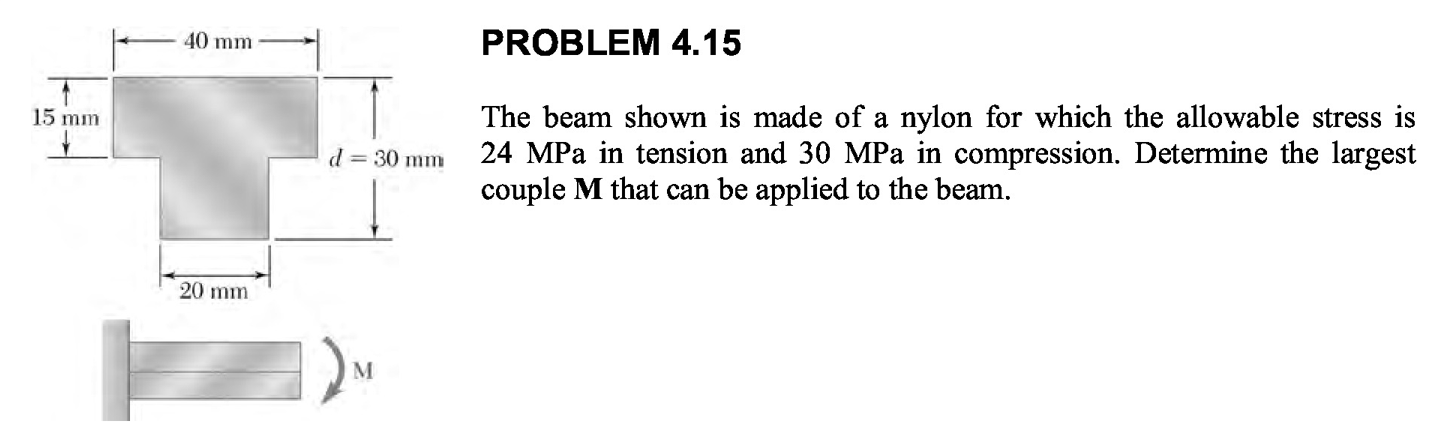 40 mm
15 mm
d = 30 mm
20 mm
M
PROBLEM 4.15
The beam shown is made of a nylon for which the allowable stress is
24 MPa in tension and 30 MPa in compression. Determine the largest
couple M that can be applied to the beam.